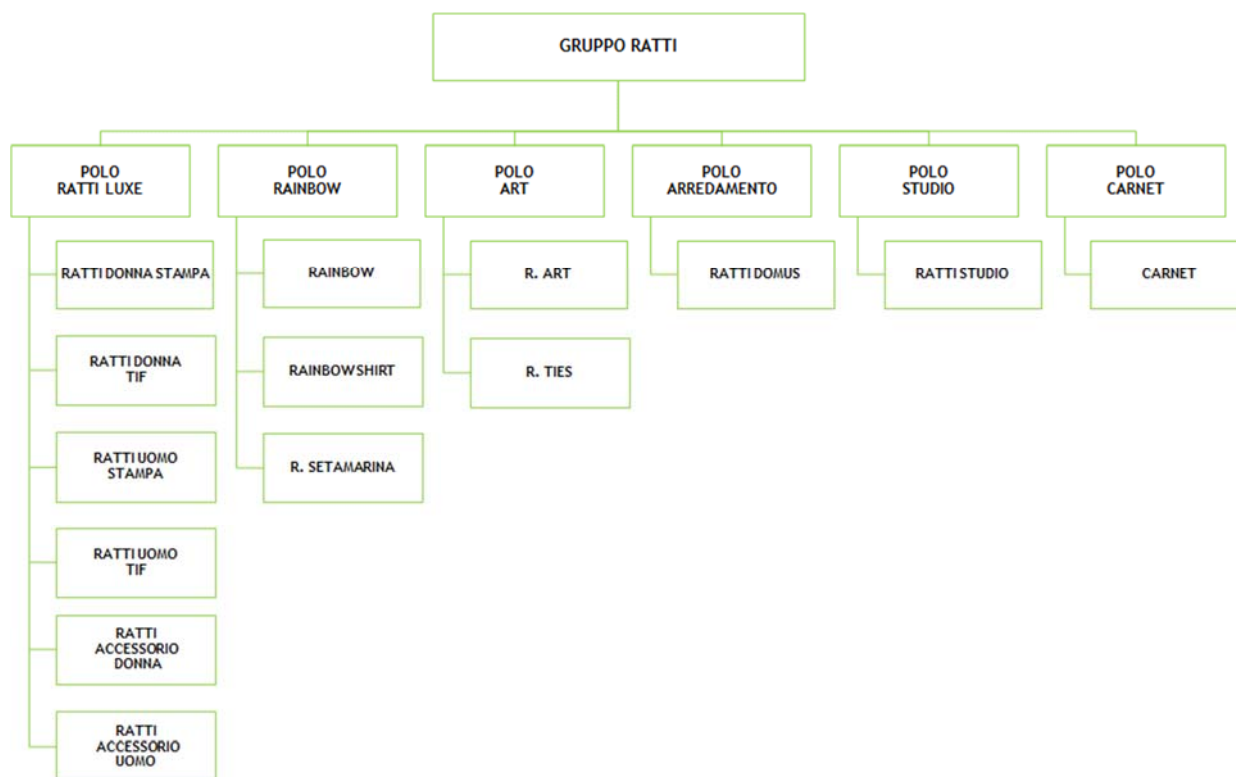 GRUPPO RATTI
POLO
RATTI LUXE
POLO
RAINBOW
POLO
ART
POLO
ARREDAMENTO
POLO
STUDIO
POLO
CARNET
RATTI DONNA STAMPA
RAINBOW
R. ART
RATTI DOMUS
RATTI STUDIO
CARNET
RATTI DONNA
TIF
RAINBOW SHIRT
R. TIES
RATTI UOMO
STAMPA
R. SETAMARINA
RATTI UOMO
TIF
RATTI
ACCESSORIO
DONNA
RATTI
ACCESSORIO
UOMO